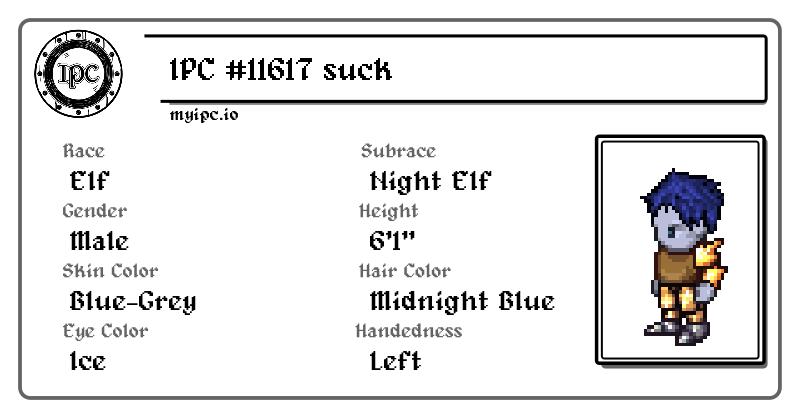 IPC
IPC #11617 suck
myipc.io
Race
Elf
Subrace
Night Elf
Gender
Male
Height
6'1"
Skin Color
Blue-Grey
Hair Color
Midnight Blue
Eye Color
Ice
Handedness
Left